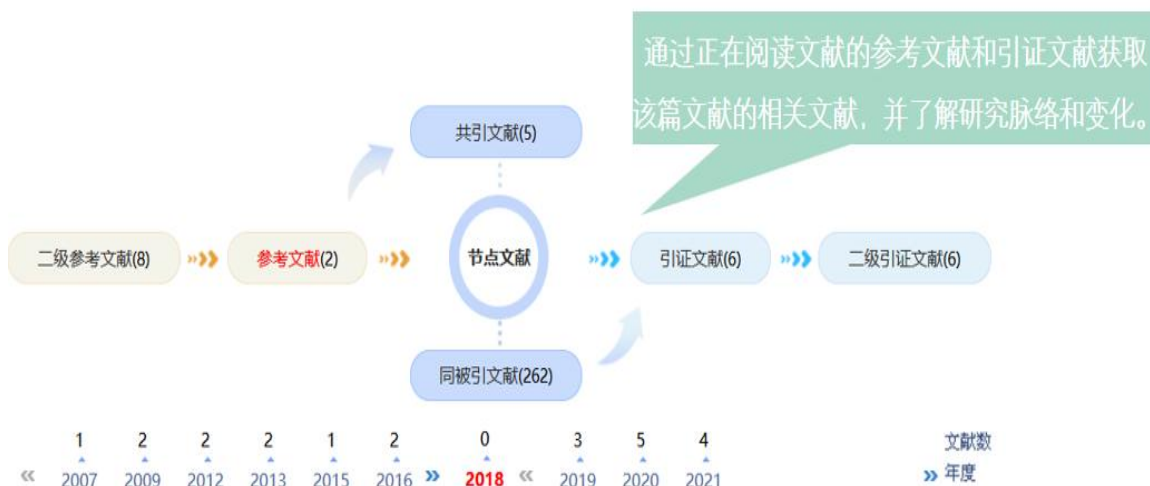 通过正在阅读文献的参考文献和引证文献获取
该篇文献的相关文献，并了解研究脉络和变化。
共引文献(5)
二级参考文献(8)
参考文献(2)
节点文献
引证文献(6)
二级引证文献(6)
同被引文献(262)
1 2 2 2 1 2 0 3 5 4 文献数
« 2007 2009 2012 2013 2015 2016 » 2018 « 2019 2020 2021 » 年度